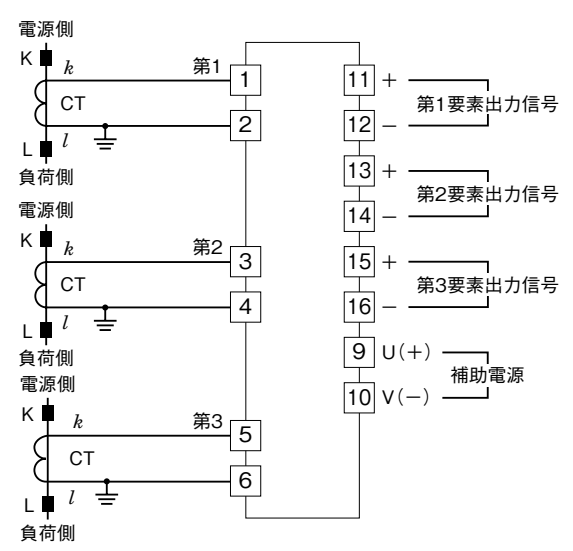 電源側
K
k
第1
1
CT
2
l
L
負荷側
電源側
K
k
第2
3
CT
4
l
L
負荷側
電源側
K
k
第3
5
CT
6
l
L
負荷側
11 +
第1要素出力信号
12 −
13 +
第2要素出力信号
14 −
15 +
第3要素出力信号
16 −
9 U(+)
補助電源
10 V(−)